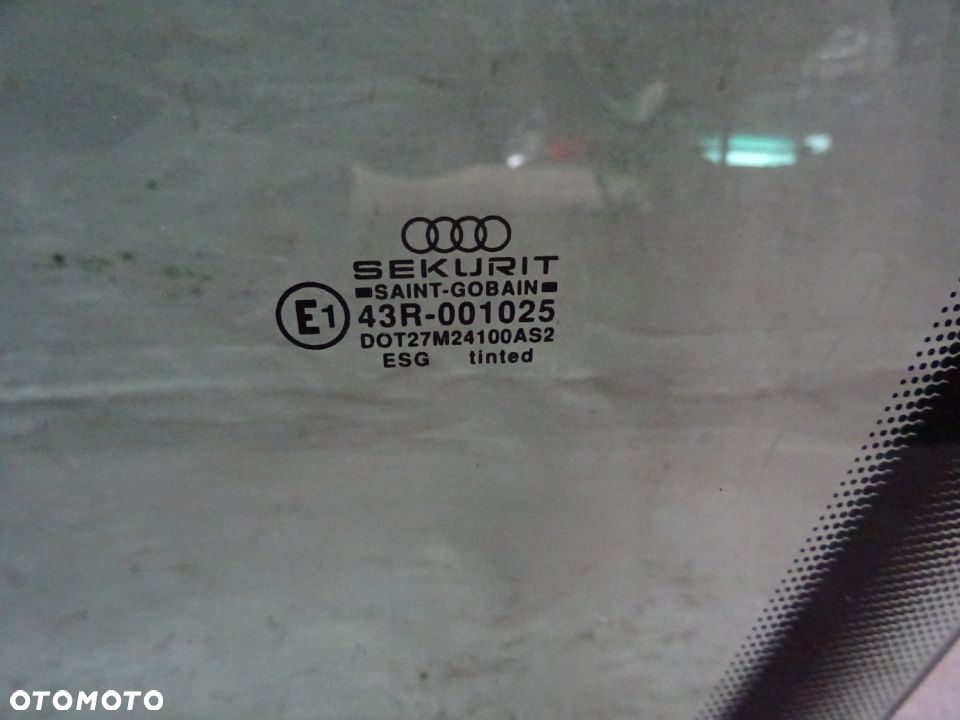 SEKURIT
SAINT-GOBAIN
E1 43R-001025
DOT27M24100AS2
ESG tinted
OTOMOTO